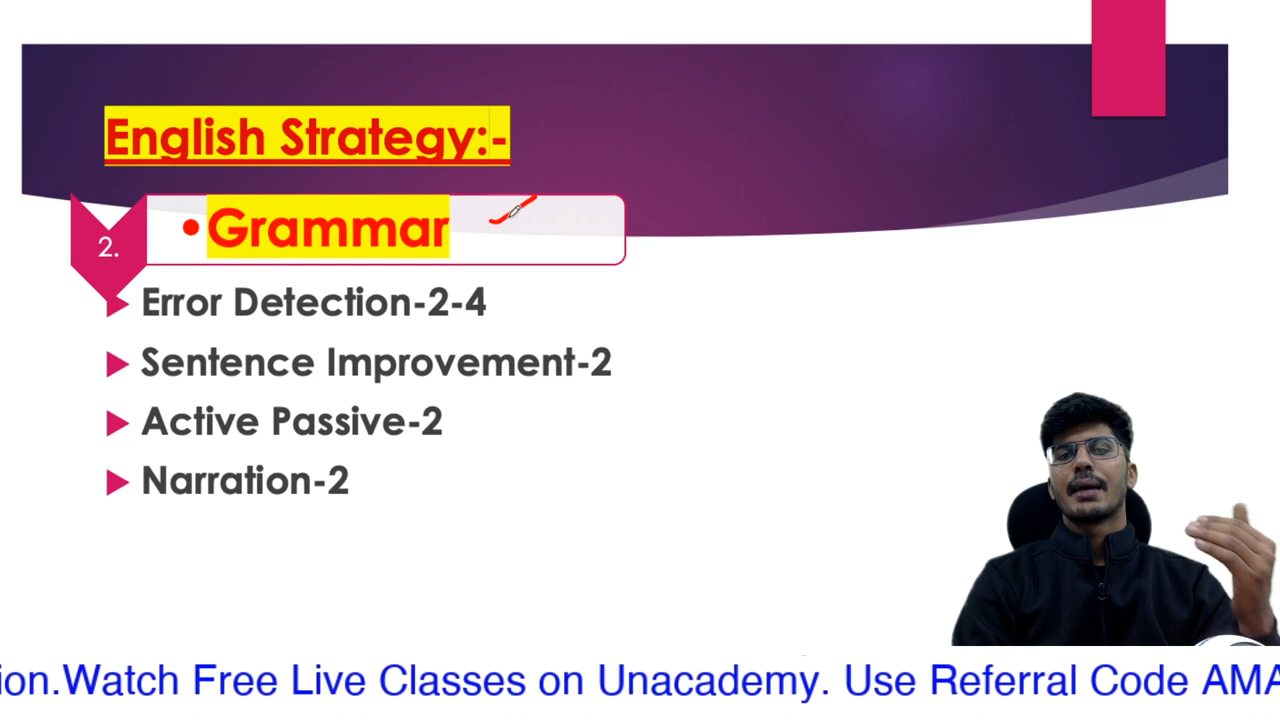 English Strategy:-
2.
•Grammar
Error Detection-2-4
Sentence Improvement-2
Active Passive-2
Narration-2
ion.Watch Free Live Classes on Unacademy. Use Referral Code AMA